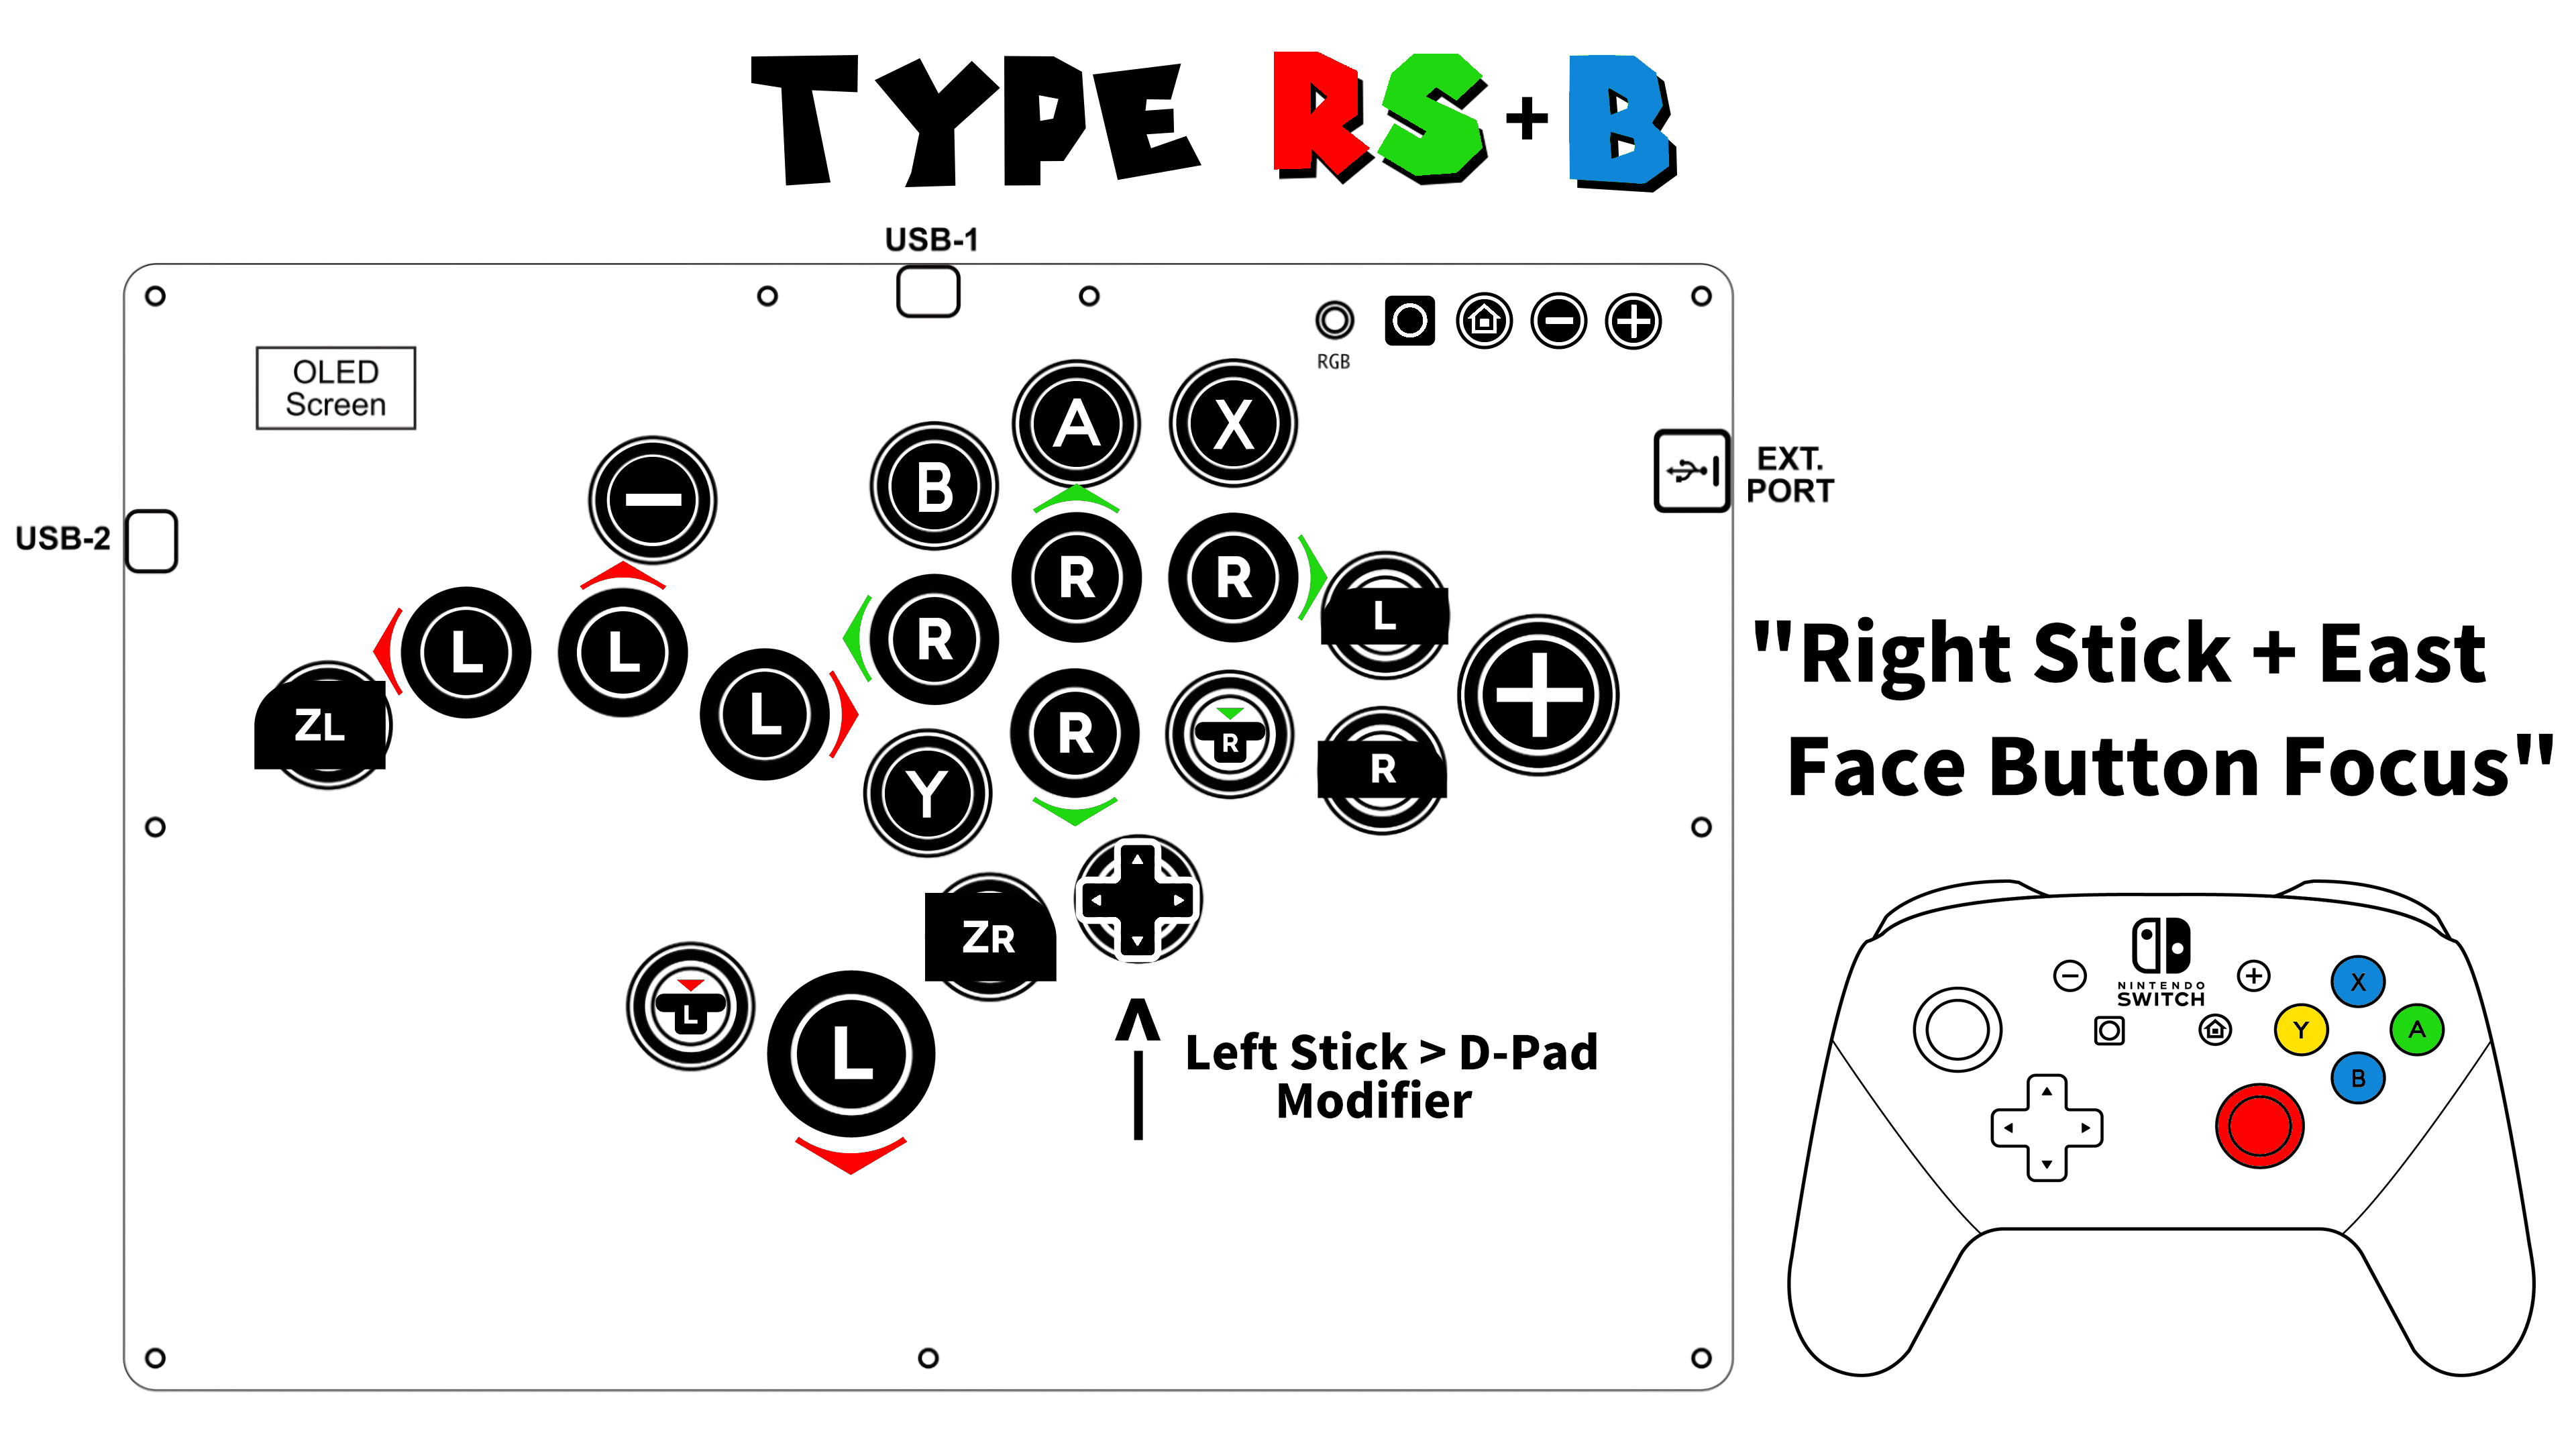 TYPE RS+B
USB-1
RGB
OLED
Screen
A
X
B
EXT.
PORT
USB-2
R
R
L
L
L
R
L
ZL
L
R
R
R
Y
"Right Stick + East
Face Button Focus"
ZR
L
L
Left Stick > D-Pad
Modifier
NINTENDO
SWITCH
X
Y
A
B